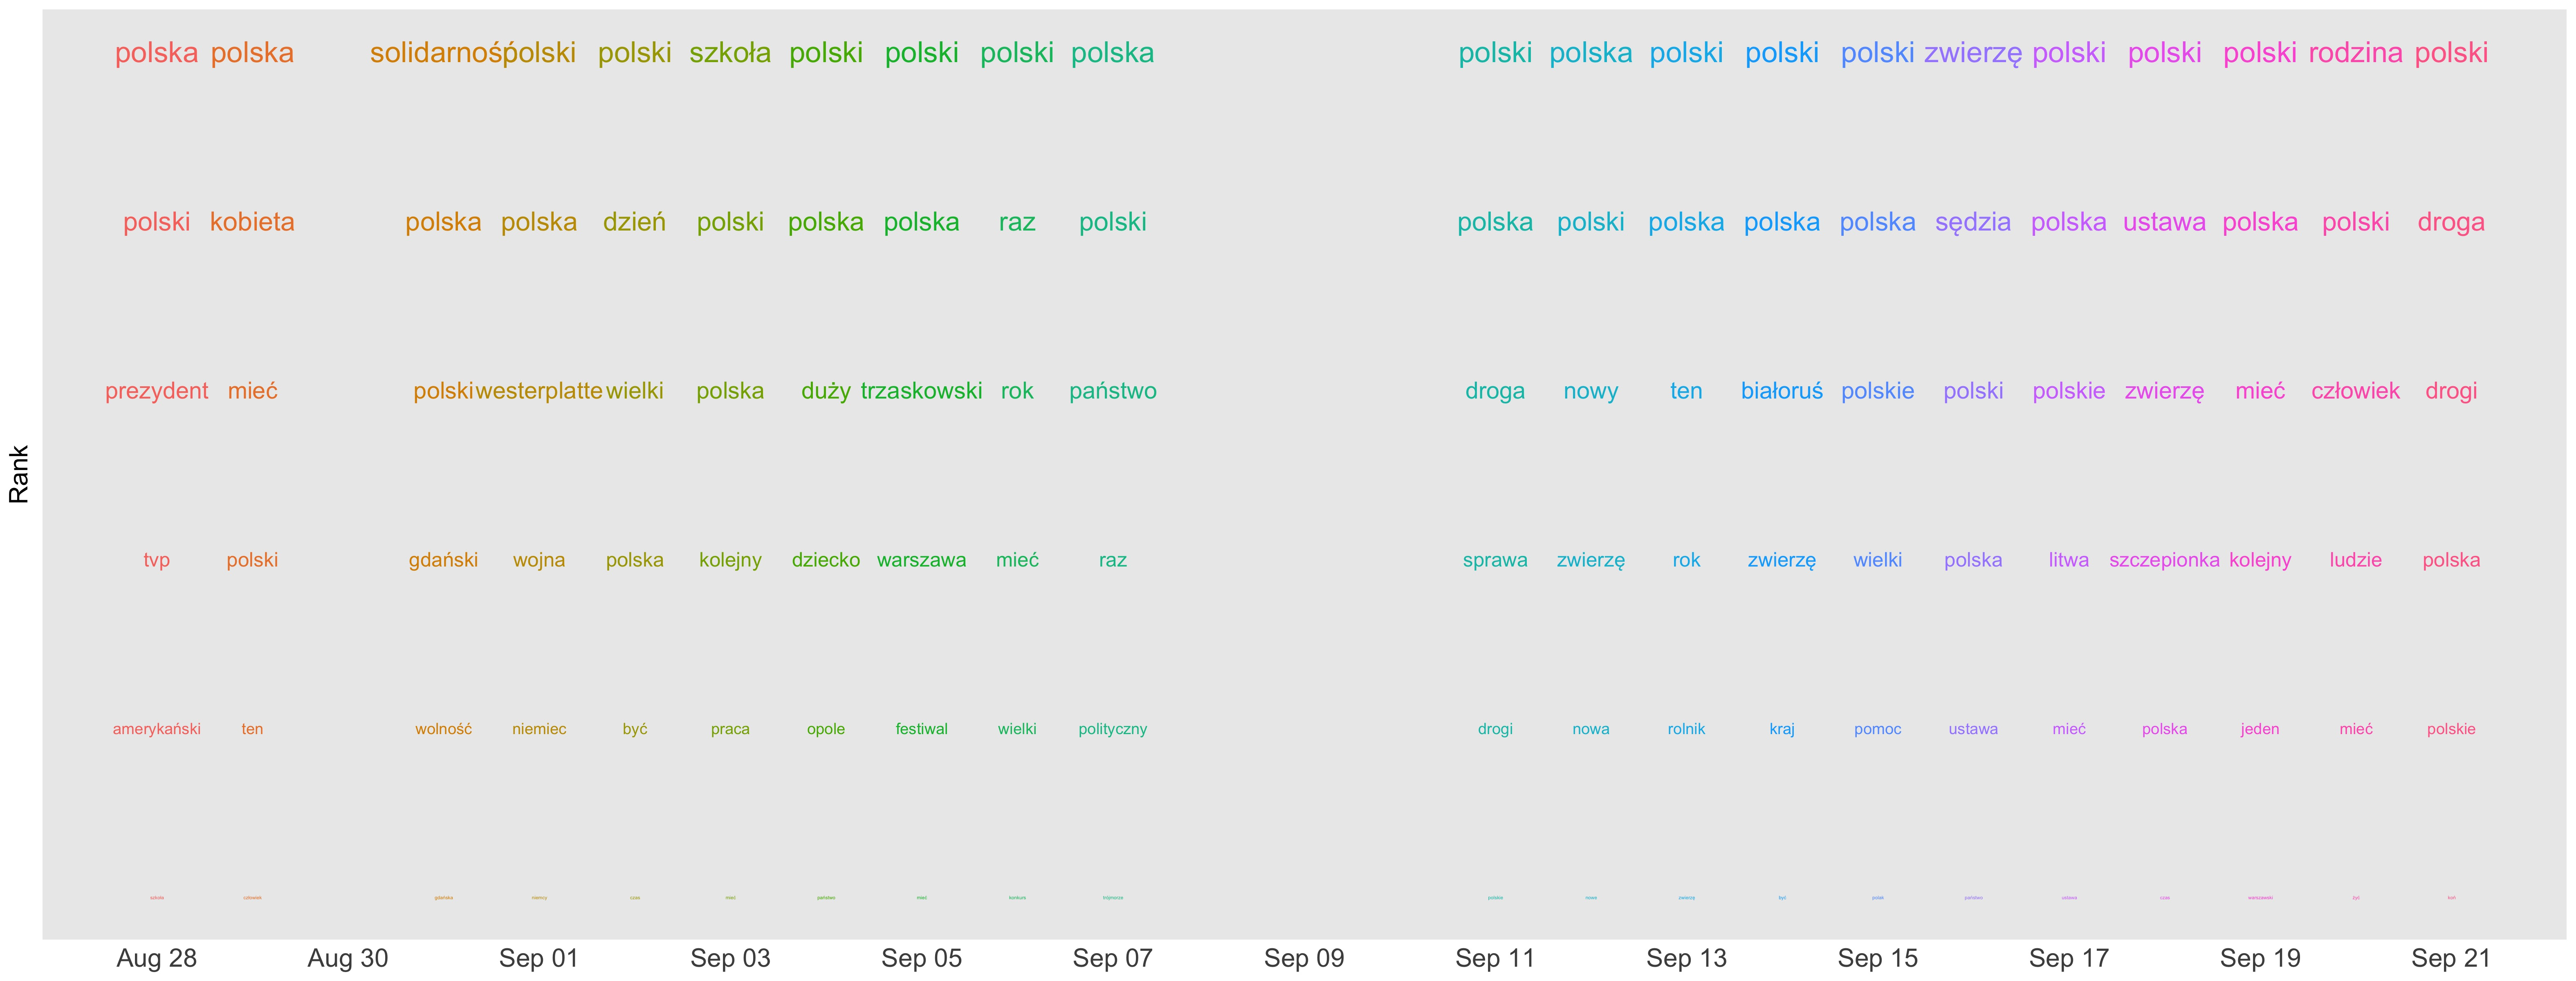 polska polska solidarność polski polski szkoła polski polski polski polska polski polska polski polski polski zwierzę polski polski polski rodzina polski
polski kobieta polska polska dzień polski polska polska raz polski polska polski polska polska polska sędzia polska ustawa polska polski droga
prezydent mieć polski westerplatte wielki polska duży trzaskowski rok państwo droga nowy ten białoruś polskie polski polskie zwierzę mieć człowiek drogi
Rank
tvp polski gdański wojna polska kolejny dziecko warszawa mieć raz sprawa zwierzę rok zwierzę wielki polska litwa szczepionka kolejny ludzie polska
amerykański ten wolność niemiec być praca opole festiwal wielki polityczny drogi nowa rolnik kraj pomoc ustawa mieć polska jeden mieć polskie
Aug 28 Aug 30 Sep 01 Sep 03 Sep 05 Sep 07 Sep 09 Sep 11 Sep 13 Sep 15 Sep 17 Sep 19 Sep 21